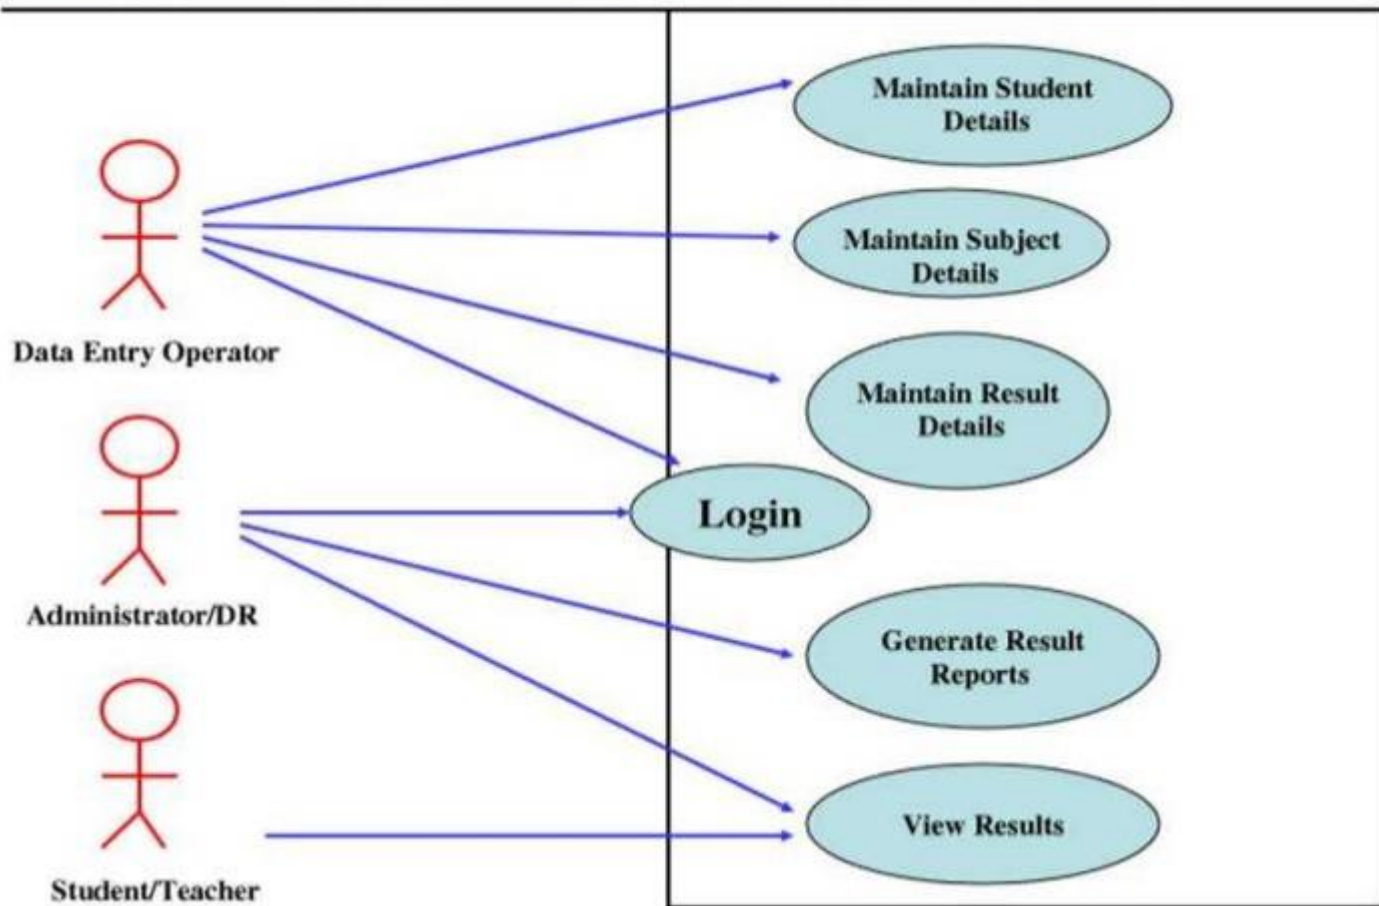 Maintain Student
Details
Maintain Subject
Details
Data Entry Operator
Maintain Result
Details
Login
Administrator/DR
Generate Result
Reports
View Results
Student/Teacher